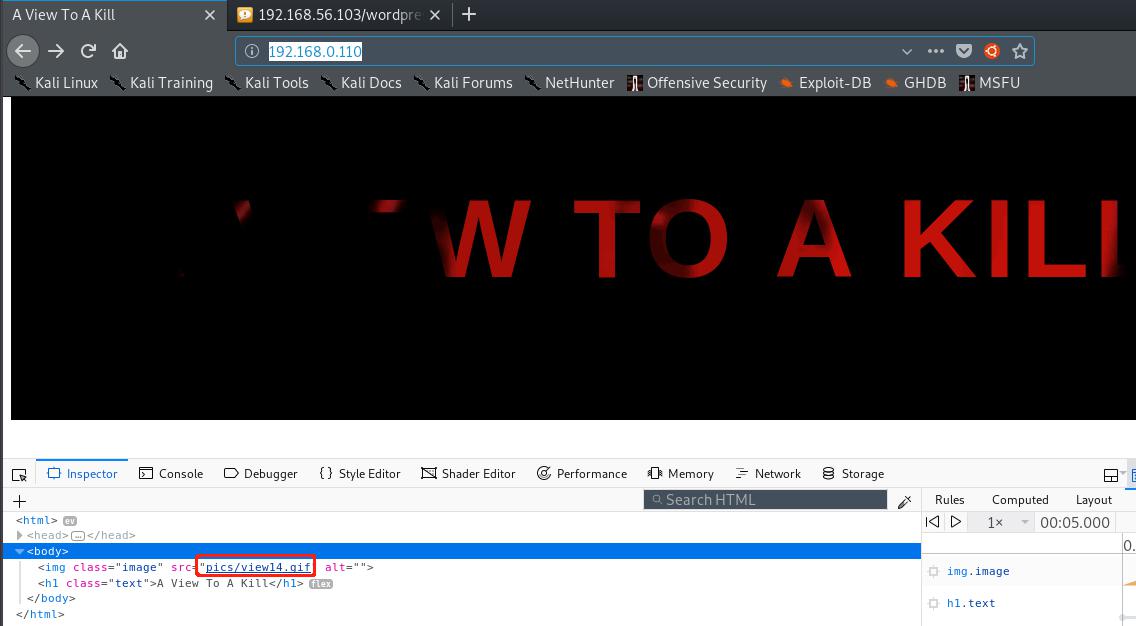 A View To A Kill
192.168.56.103/wordpre
192.168.0.110
Kali Linux Kali Training Kali Tools Kali Docs Kali Forums NetHunter Offensive Security Exploit-DB GHDB MSFU
W TO A KILL
Inspector Console Debugger {} Style Editor Shader Editor Performance Memory Network Storage
+ Search HTML Rules Computed Layout
<html> ev
1× 00:05.000
<head>…</head>
<body>
0.
<img class="image" src="pics/view14.gif" alt="">
img.image
<h1 class="text">A View To A Kill</h1> flex
</body>
h1.text
</html>